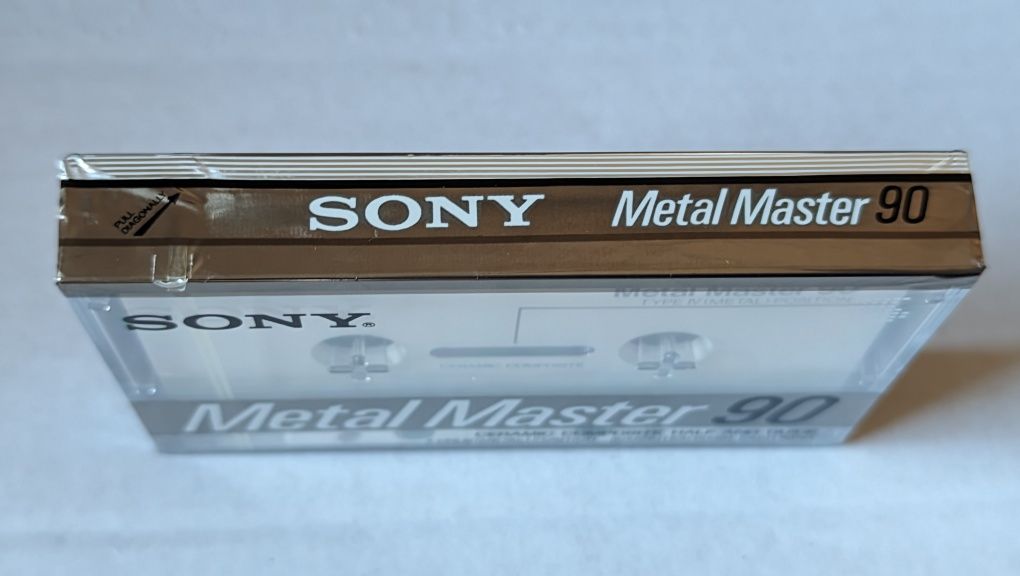 PULL
DIAGONALLY
SONY
Metal Master 90
Metal Master 90
TYPE IV (METAL) POSITION
SONY®
CERAMIC COMPOSITE
Metal Master 90
CERAMIC COMPOSITE HALF AND GUIDE